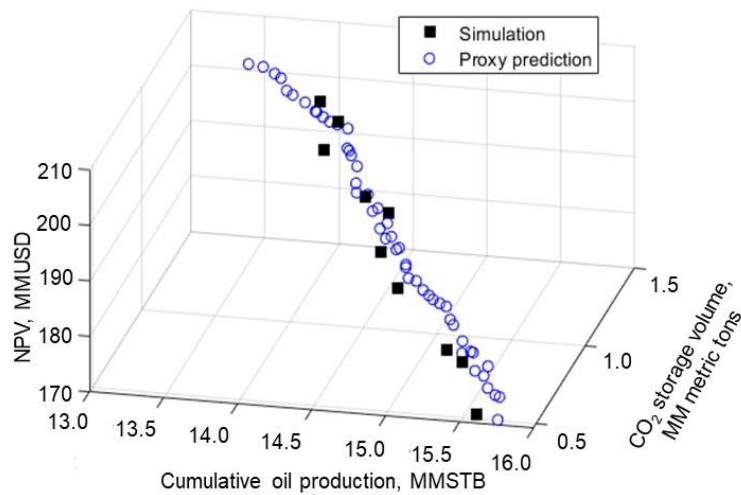 Simulation
Proxy prediction
210
200
190
180
170
NPV, MMUSD
13.0
13.5
14.0
14.5
15.0
15.5
16.0
Cumulative oil production, MMSTB
0.5
1.0
1.5
CO₂ storage volume,
MM metric tons